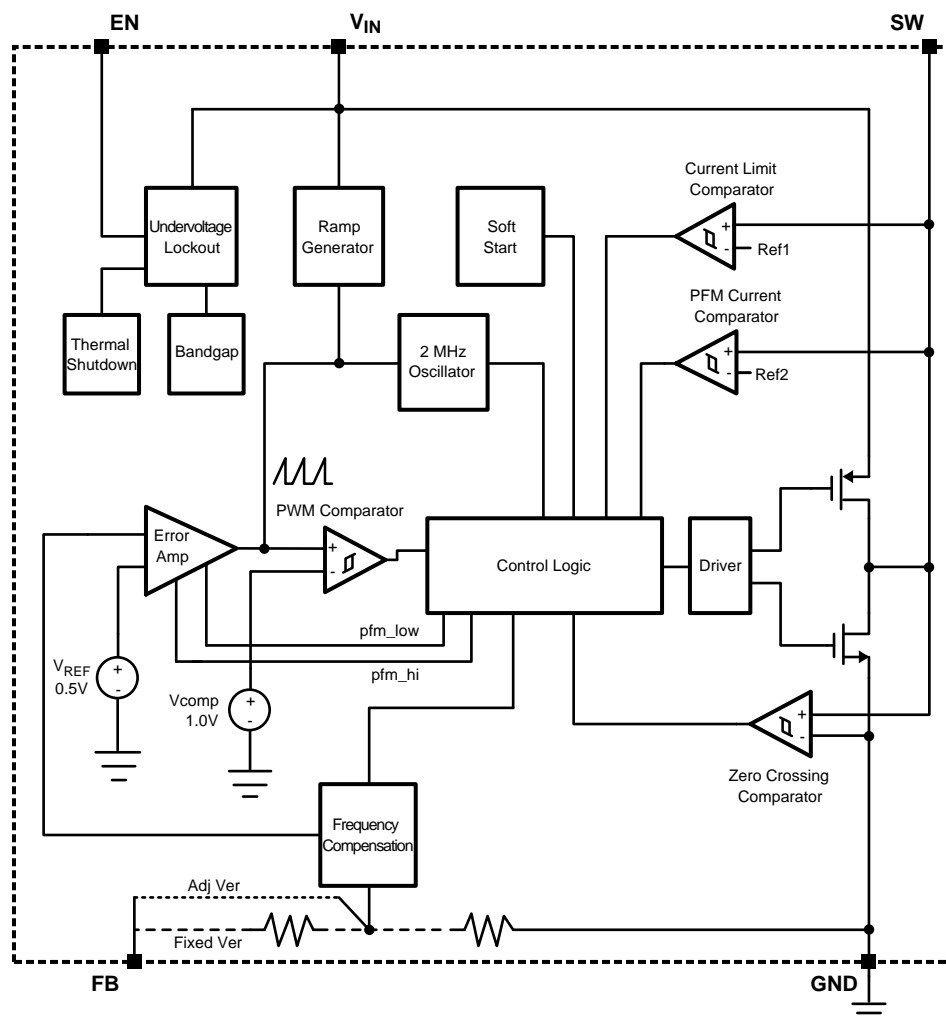 EN
VIN
SW
Current Limit
Comparator
Undervoltage
Lockout
Ramp
Generator
Soft
Start
+
-
Ref1
PFM Current
Comparator
Thermal
Shutdown
Bandgap
2 MHz
Oscillator
+
-
Ref2
PWM Comparator
Error
Amp
+
-
Control Logic
Driver
pfm_low
pfm_hi
VREF
0.5V
+
-
Vcomp
1.0V
+
-
+
-
Zero Crossing
Comparator
Frequency
Compensation
Adj Ver
Fixed Ver
FB
GND